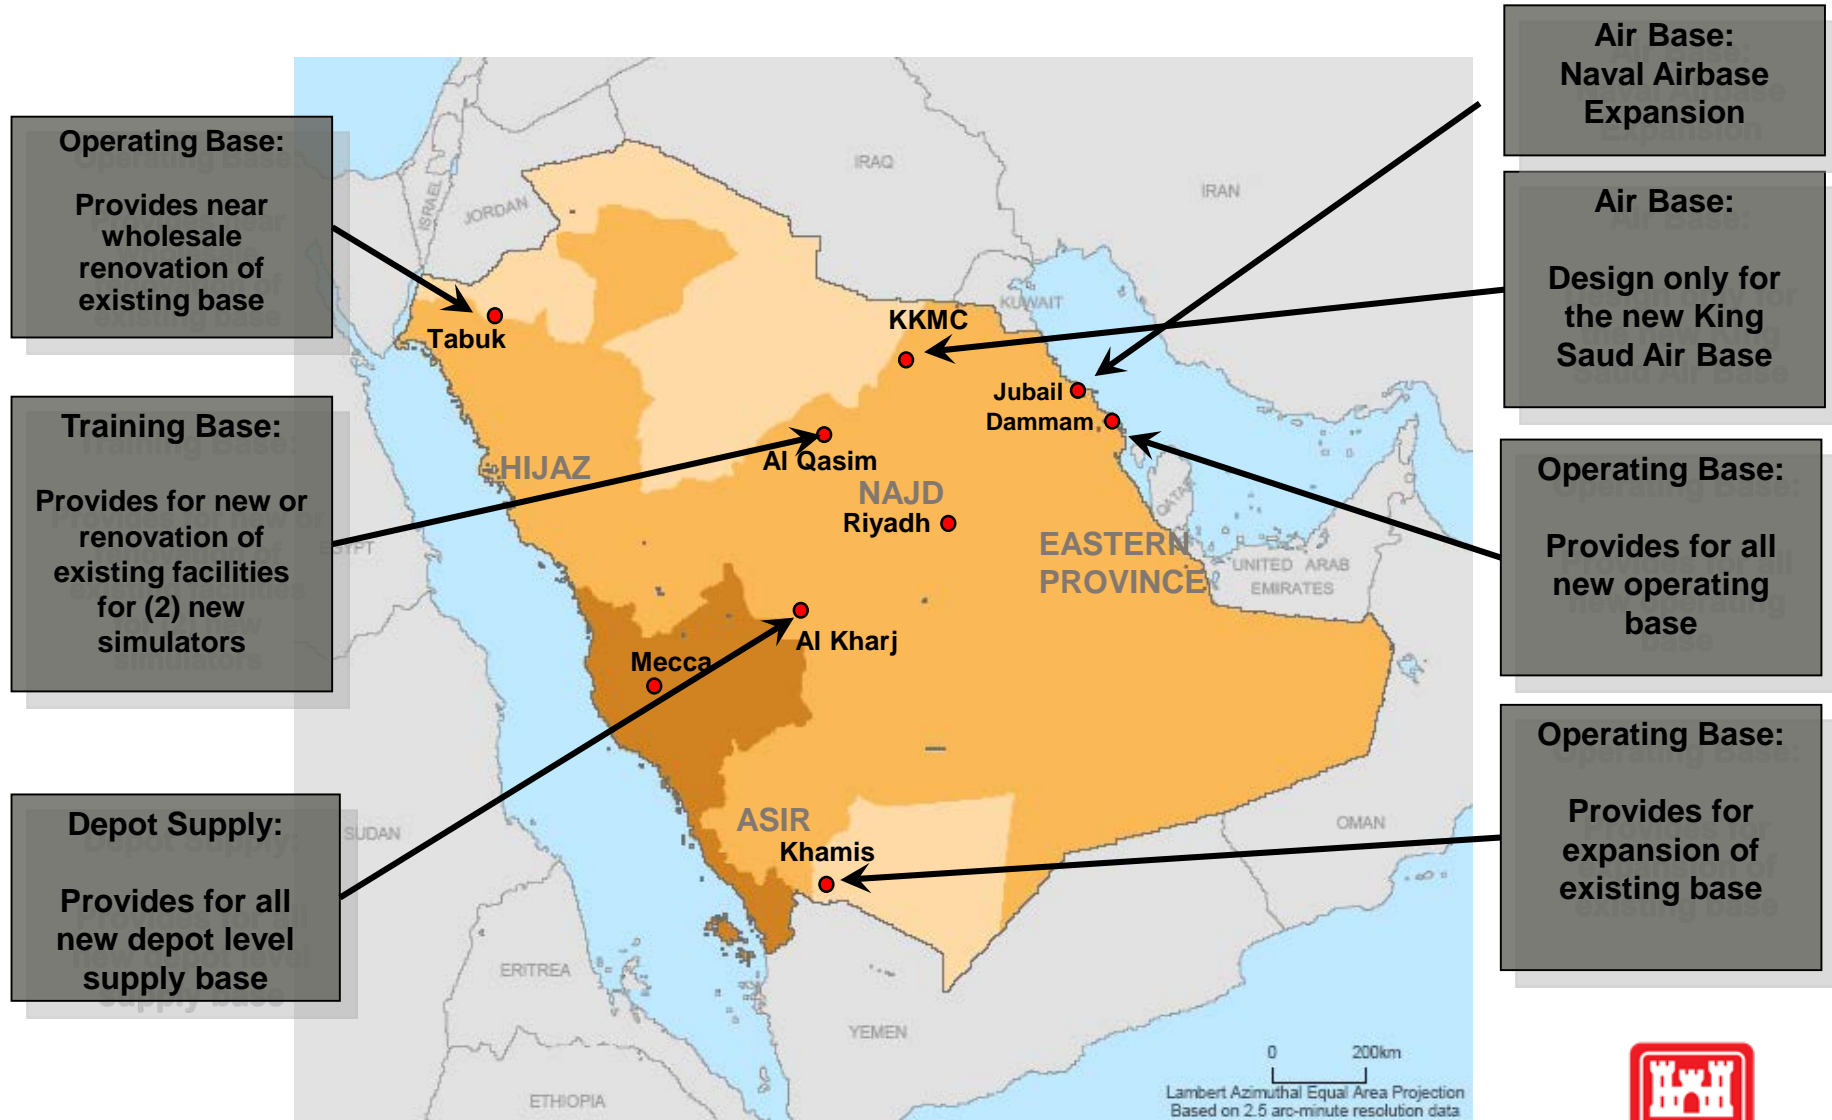 Operating Base:
Provides near
wholesale
renovation of
existing base
Training Base:
Provides for new or
renovation of
existing facilities
for (2) new
simulators
Depot Supply:
Provides for all
new depot level
supply base
Air Base:
Naval Airbase
Expansion
Air Base:
Design only for
the new King
Saud Air Base
Operating Base:
Provides for all
new operating
base
Operating Base:
Provides for
expansion of
existing base
IRAQ
IRAN
ISRAEL
JORDAN
KUWAIT
KKMC
Tabuk
Jubail
Dammam
HIJAZ
Al Qasim
NAJD
QATAR
Riyadh
EASTERN
PROVINCE
EGYPT
UNITED ARAB
EMIRATES
Al Kharj
Mecca
ASIR
SUDAN
OMAN
Khamis
ERITREA
YEMEN
ETHIOPIA
0 200km
Lambert Azimuthal Equal Area Projection
Based on 2.5 arc-minute resolution data